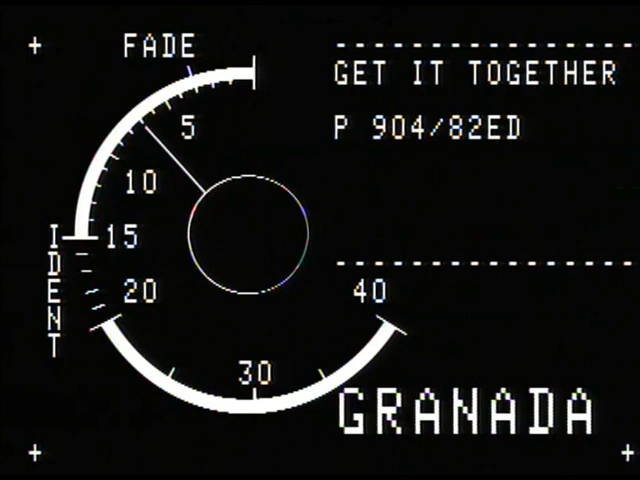 FADE
GET IT TOGETHER
P 904/82ED
5
10
15
20
30
40
IDENT
GRANADA